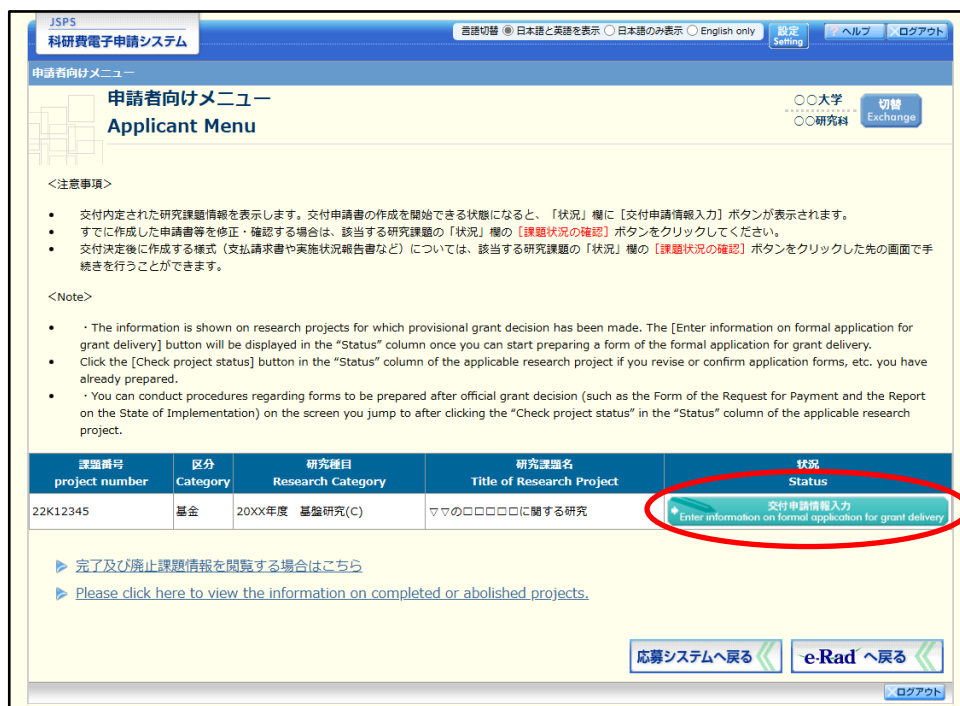 JSPS
科研費電子申請システム
言語切替 日本語と英語を表示 日本語のみ表示 English only
設定
Setting
? ヘルプ
ログアウト
申請者向けメニュー
申請者向けメニュー
Applicant Menu
○○大学
○○研究科
切替
Exchange
<注意事項>
• 交付内定された研究課題情報を表示します。交付申請書の作成を開始できる状態になると、「状況」欄に［交付申請情報入力］ボタンが表示されます。
• すでに作成した申請書等を修正・確認する場合は、該当する研究課題の「状況」欄の［課題状況の確認］ボタンをクリックしてください。
• 交付決定後に作成する様式（支払請求書や実施状況報告書など）については、該当する研究課題の「状況」欄の［課題状況の確認］ボタンをクリックした先の画面で手
続きを行うことができます。
<Note>
• ・The information is shown on research projects for which provisional grant decision has been made. The [Enter information on formal application for
grant delivery] button will be displayed in the “Status” column once you can start preparing a form of the formal application for grant delivery.
• Click the [Check project status] button in the “Status” column of the applicable research project if you revise or confirm application forms, etc. you have
already prepared.
• ・You can conduct procedures regarding forms to be prepared after official grant decision (such as the Form of the Request for Payment and the Report
on the State of Implementation) on the screen you jump to after clicking the “Check project status” in the “Status” column of the applicable research
project.
課題番号 区分 研究種目 研究課題名 状況
project number Category Research Category Title of Research Project Status
22K12345 基金 20XX年度 基盤研究(C) ▽▽の□□□□□に関する研究
交付申請情報入力
Enter information on formal application for grant delivery
完了及び廃止課題情報を閲覧する場合はこちら
Please click here to view the information on completed or abolished projects.
応募システムへ戻る
e-Rad へ戻る
ログアウト